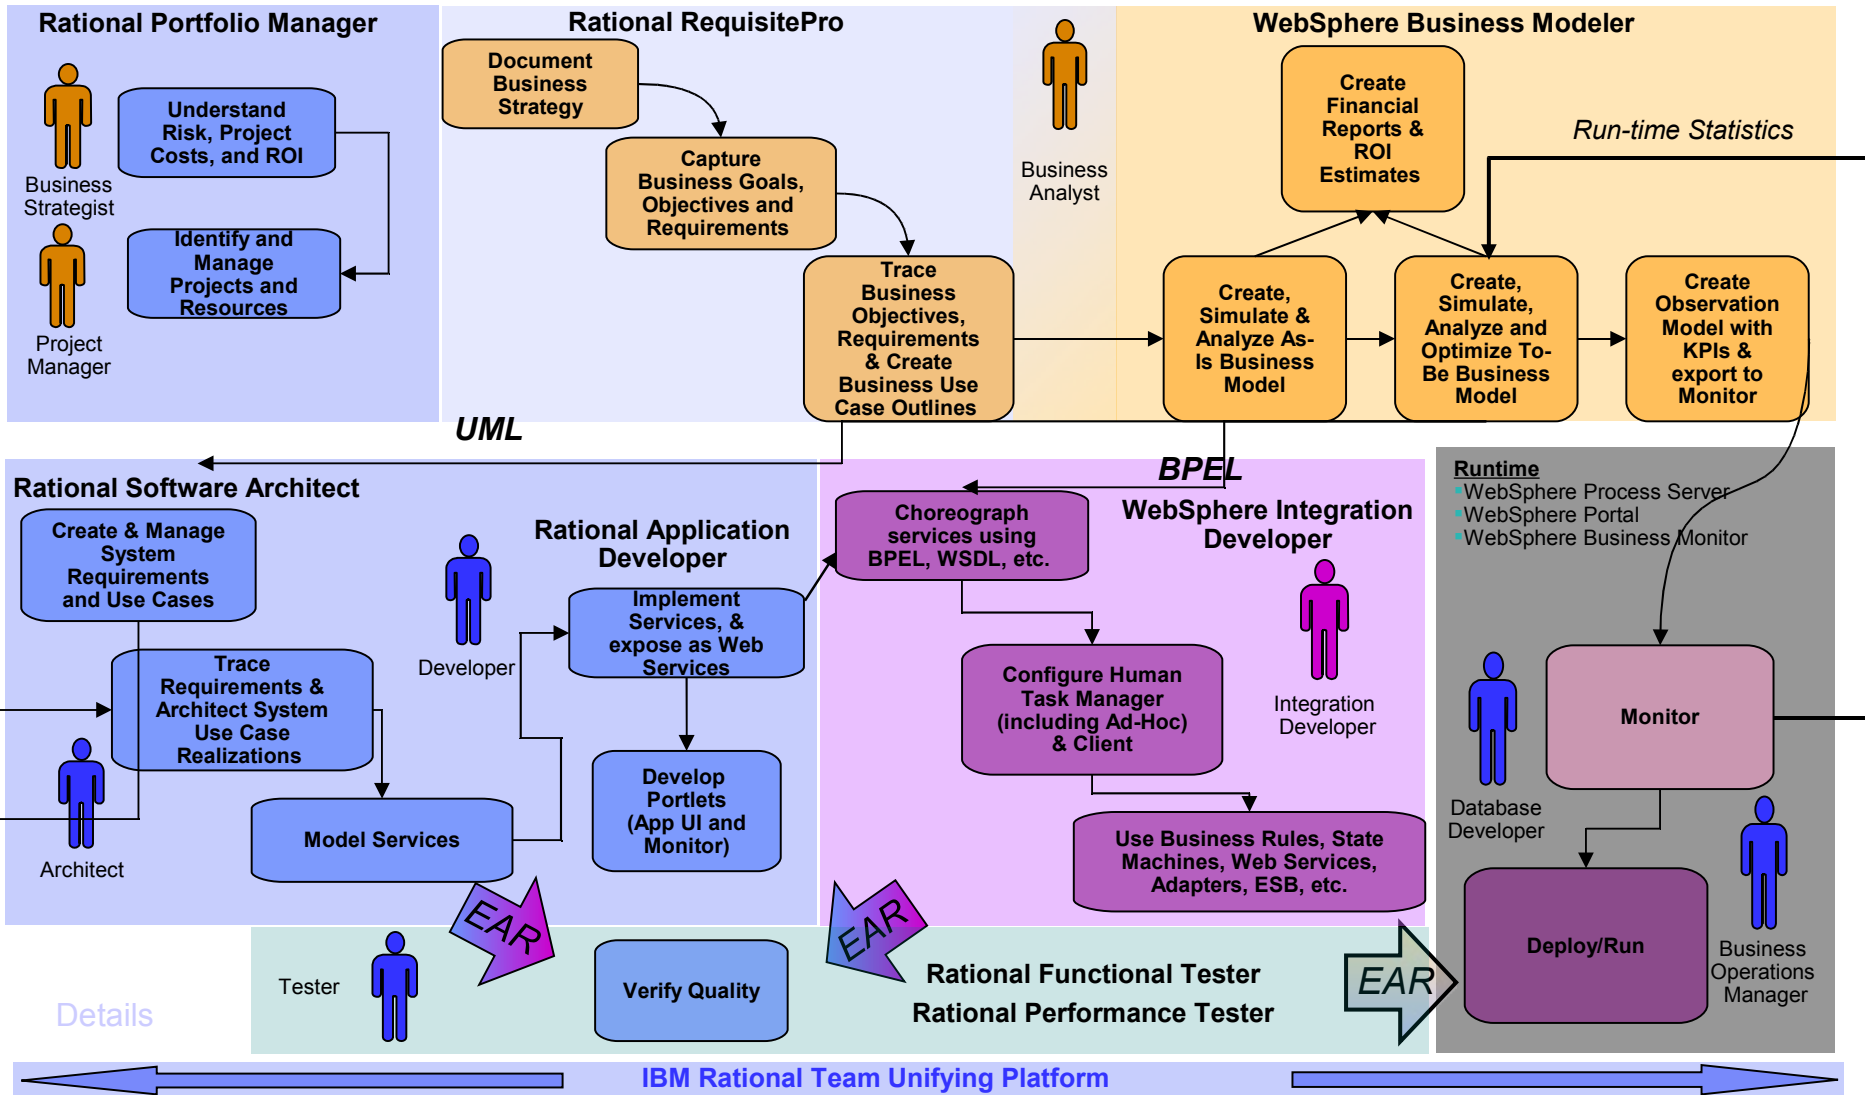 Rational Portfolio Manager
Business
Strategist
Understand
Risk, Project
Costs, and ROI
Project
Manager
Identify and
Manage
Projects and
Resources
Rational RequisitePro
Document
Business
Strategy
Capture
Business Goals,
Objectives and
Requirements
Trace
Business
Objectives,
Requirements
& Create
Business Use
Case Outlines
Business
Analyst
WebSphere Business Modeler
Create
Financial
Reports &
ROI
Estimates
Run-time Statistics
Create,
Simulate &
Analyze As-
Is Business
Model
Create,
Simulate,
Analyze and
Optimize To-
Be Business
Model
Create
Observation
Model with
KPIs &
export to
Monitor
UML
BPEL
Rational Software Architect
Create & Manage
System
Requirements
and Use Cases
Trace
Requirements &
Architect System
Use Case
Realizations
Architect
Model Services
Rational Application
Developer
Developer
Implement
Services, &
expose as Web
Services
Develop
Portlets
(App UI and
Monitor)
Choreograph
services using
BPEL, WSDL, etc.
WebSphere Integration
Developer
Integration
Developer
Configure Human
Task Manager
(including Ad-Hoc)
& Client
Use Business Rules, State
Machines, Web Services,
Adapters, ESB, etc.
Runtime
▪WebSphere Process Server
▪WebSphere Portal
▪WebSphere Business Monitor
Monitor
Database
Developer
Deploy/Run
Business
Operations
Manager
EAR
EAR
EAR
Tester
Verify Quality
Rational Functional Tester
Rational Performance Tester
Details
IBM Rational Team Unifying Platform